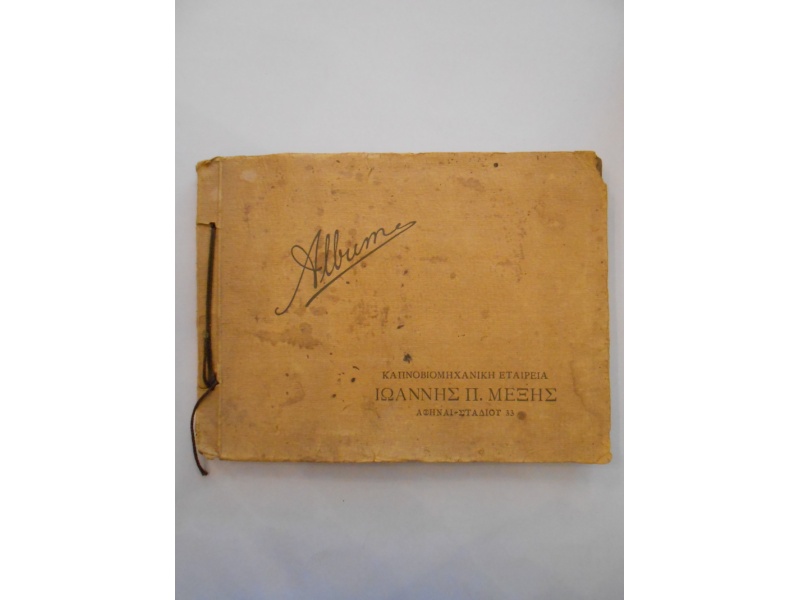 Album
ΚΑΠΝΟΒΙΟΜΗΧΑΝΙΚΗ ΕΤΑΙΡΕΙΑ
ΙΩΑΝΝΗΣ Π. ΜΕΞΗΣ
ΑΘΗΝΑΙ-ΣΤΑΔΙΟΥ 33